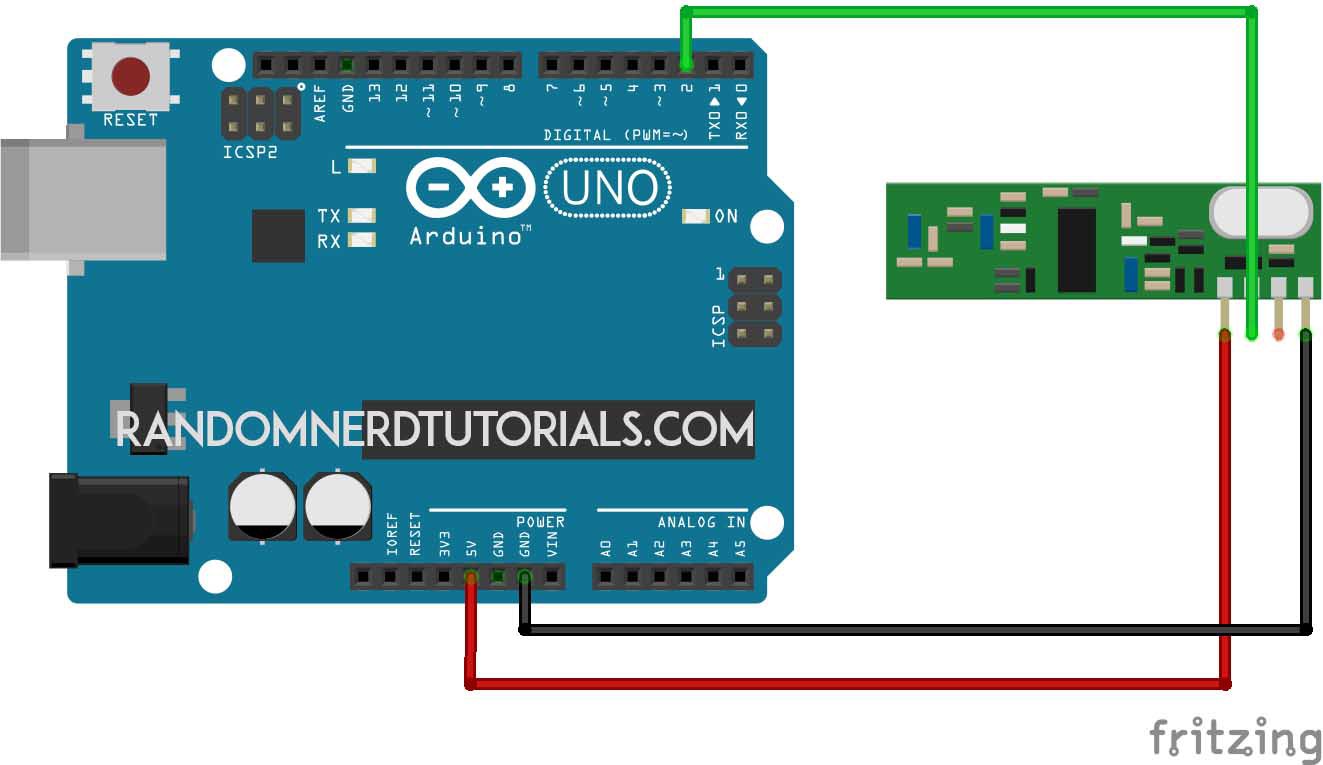 RESET
ICSP2
AREF
GND
13
12
~11
~10
~9
8
7
~6
~5
4
~3
2
TX0▶1
RX0◀0
DIGITAL (PWM=~)
L
TX
RX
UNO
Arduino™
ON
1
ICSP
RANDOMNERDTUTORIALS.COM
IOREF
RESET
3V3
5V
GND
GND
VIN
POWER
ANALOG IN
A0
A1
A2
A3
A4
A5
fritzing